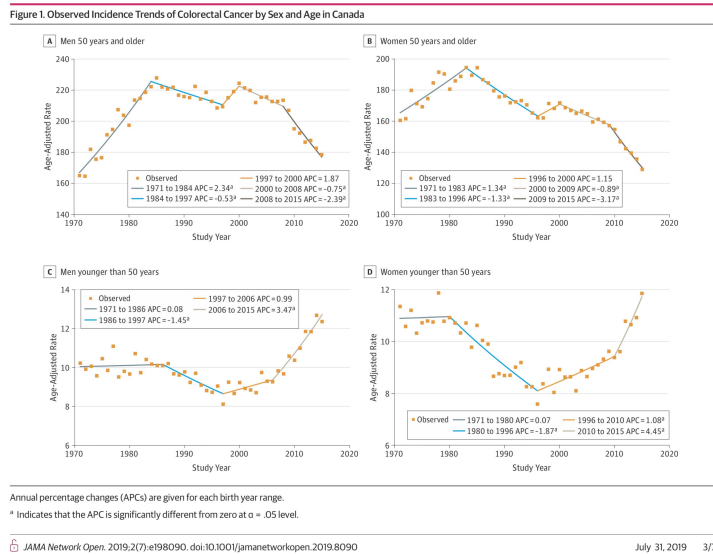 Figure 1. Observed Incidence Trends of Colorectal Cancer by Sex and Age in Canada
A Men 50 years and older
240
220
200
180
160
140
Age-Adjusted Rate
1970 1980 1990 2000 2010 2020
Study Year
Observed
1971 to 1984 APC=2.34a
1984 to 1997 APC=-0.53a
1997 to 2000 APC=1.87
2000 to 2008 APC=-0.75a
2008 to 2015 APC=-2.39a
B Women 50 years and older
200
180
160
140
120
100
Age-Adjusted Rate
1970 1980 1990 2000 2010 2020
Study Year
Observed
1971 to 1983 APC=1.34a
1983 to 1996 APC=-1.33a
1996 to 2000 APC=1.15
2000 to 2009 APC=-0.89a
2009 to 2015 APC=-3.17a
C Men younger than 50 years
14
12
10
8
6
Age-Adjusted Rate
1970 1980 1990 2000 2010 2020
Study Year
Observed
1971 to 1986 APC=0.08
1986 to 1997 APC=-1.45a
1997 to 2006 APC=0.99
2006 to 2015 APC=3.47a
D Women younger than 50 years
12
10
8
6
Age-Adjusted Rate
1970 1980 1990 2000 2010 2020
Study Year
Observed
1971 to 1980 APC=0.07
1980 to 1996 APC=-1.87a
1996 to 2010 APC=1.08a
2010 to 2015 APC=4.45a
Annual percentage changes (APCs) are given for each birth year range.
a Indicates that the APC is significantly different from zero at α = .05 level.
JAMA Network Open. 2019;2(7):e198090. doi:10.1001/jamanetworkopen.2019.8090
July 31, 2019 3/